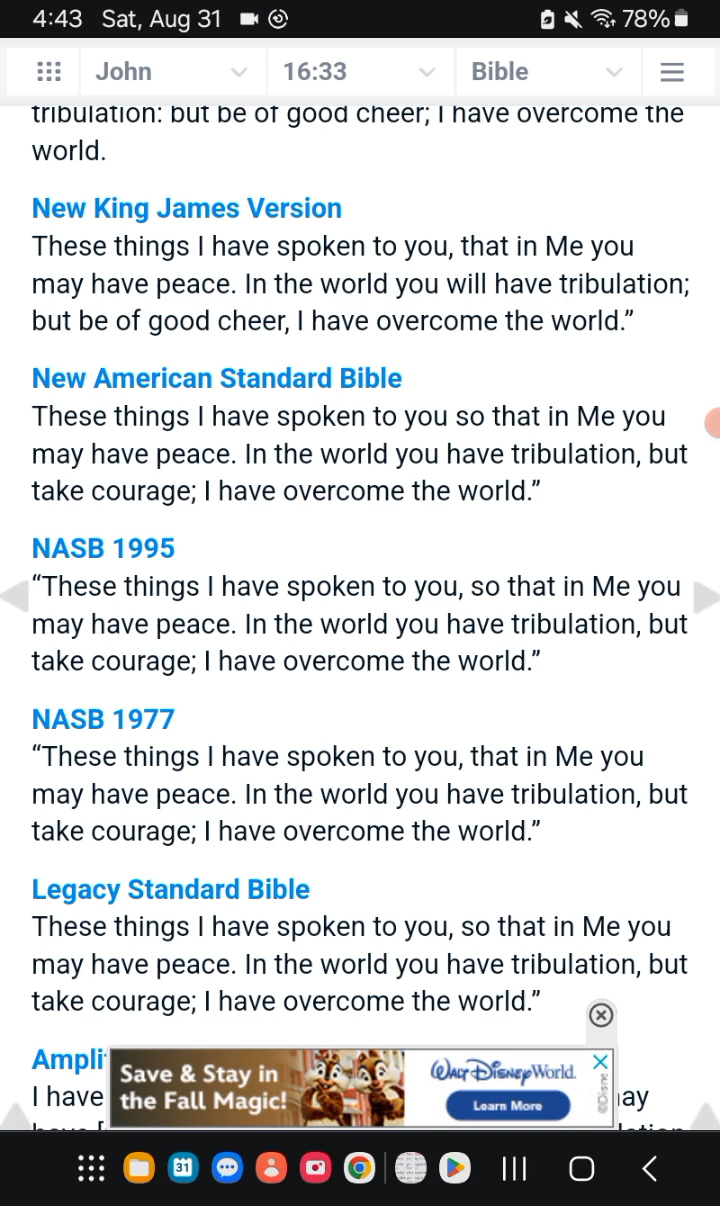 4:43 Sat, Aug 31 78%
John 16:33 Bible
tribulation: but be of good cheer; I have overcome the
world.
New King James Version
These things I have spoken to you, that in Me you
may have peace. In the world you will have tribulation;
but be of good cheer, I have overcome the world.”
New American Standard Bible
These things I have spoken to you so that in Me you
may have peace. In the world you have tribulation, but
take courage; I have overcome the world.”
NASB 1995
“These things I have spoken to you, so that in Me you
may have peace. In the world you have tribulation, but
take courage; I have overcome the world.”
NASB 1977
“These things I have spoken to you, that in Me you
may have peace. In the world you have tribulation, but
take courage; I have overcome the world.”
Legacy Standard Bible
These things I have spoken to you, so that in Me you
may have peace. In the world you have tribulation, but
take courage; I have overcome the world.”
Ampli
Save & Stay in
the Fall Magic!
Walt Disney World.
Learn More
©Disney
I have ay
31